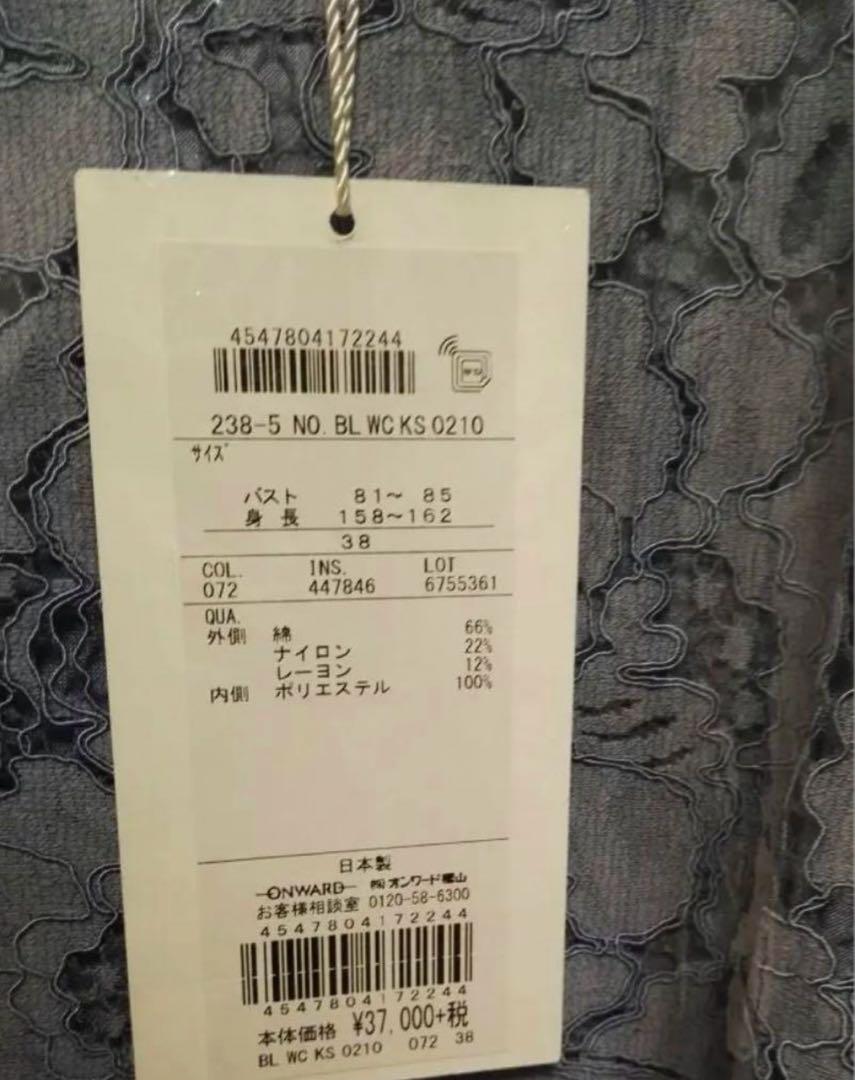 4547804172244
238-5 NO. BL WC KS 0210
サイズ
バスト 81～ 85
身 長 158～162
38
COL. INS. LOT
072 447846 6755361
QUA.
外側 綿 66%
ナイロン 22%
レーヨン 12%
内側 ポリエステル 100%
日本製
ONWARD ㈱オンワード樫山
お客様相談室 0120-58-6300
4547804172244
4547804172244
本体価格 ¥37,000+税
BL WC KS 0210 072 38